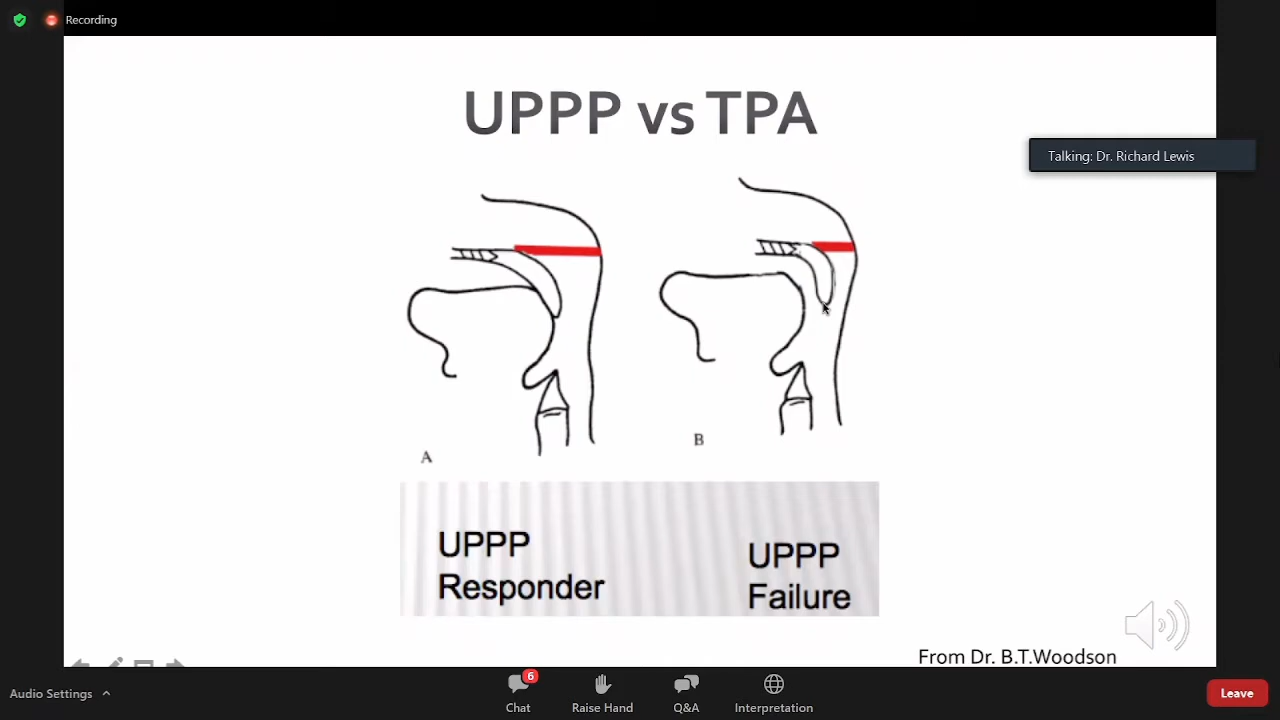 Recording
UPPP vs TPA
Talking: Dr. Richard Lewis
A
B
UPPP
Responder
UPPP
Failure
From Dr. B.T.Woodson
Audio Settings
6
Chat
Raise Hand
Q&A
Interpretation
Leave